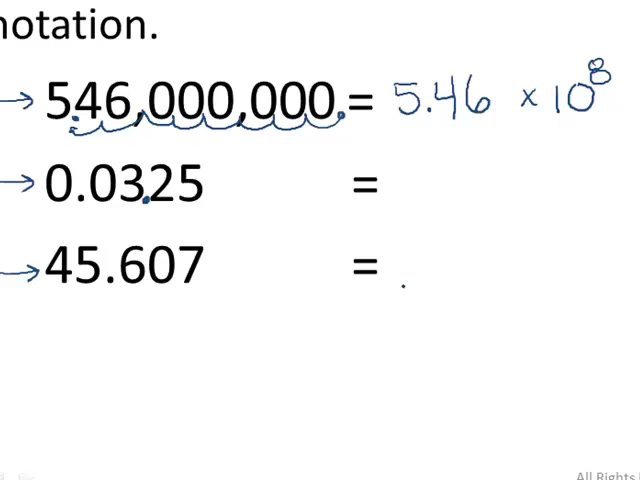 notation.
→ 546,000,000. = 5.46 × 10⁸
→ 0.0325 =
→ 45.607 =
All Rights